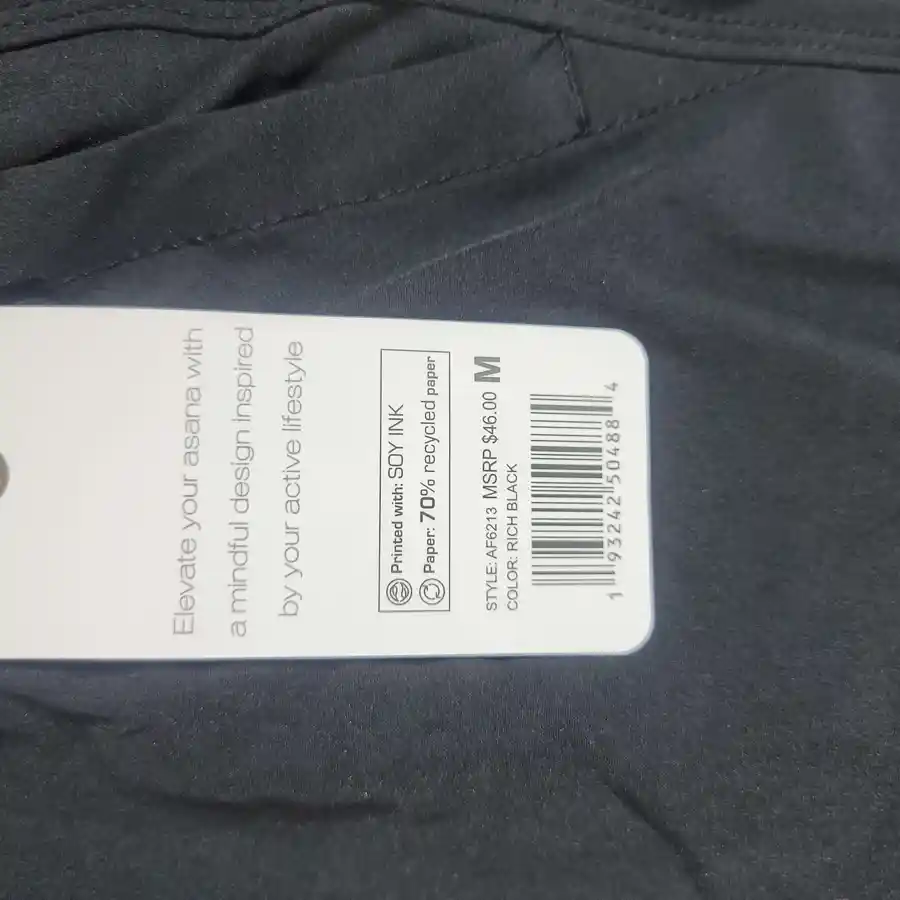 Elevate your asana with
a mindful design Inspired
by your active lifestyle
Printed with: SOY INK
Paper: 70% recycled paper
STYLE: AF6213 MSRP $46.00 M
COLOR: RICH BLACK
1 93242 50488 4